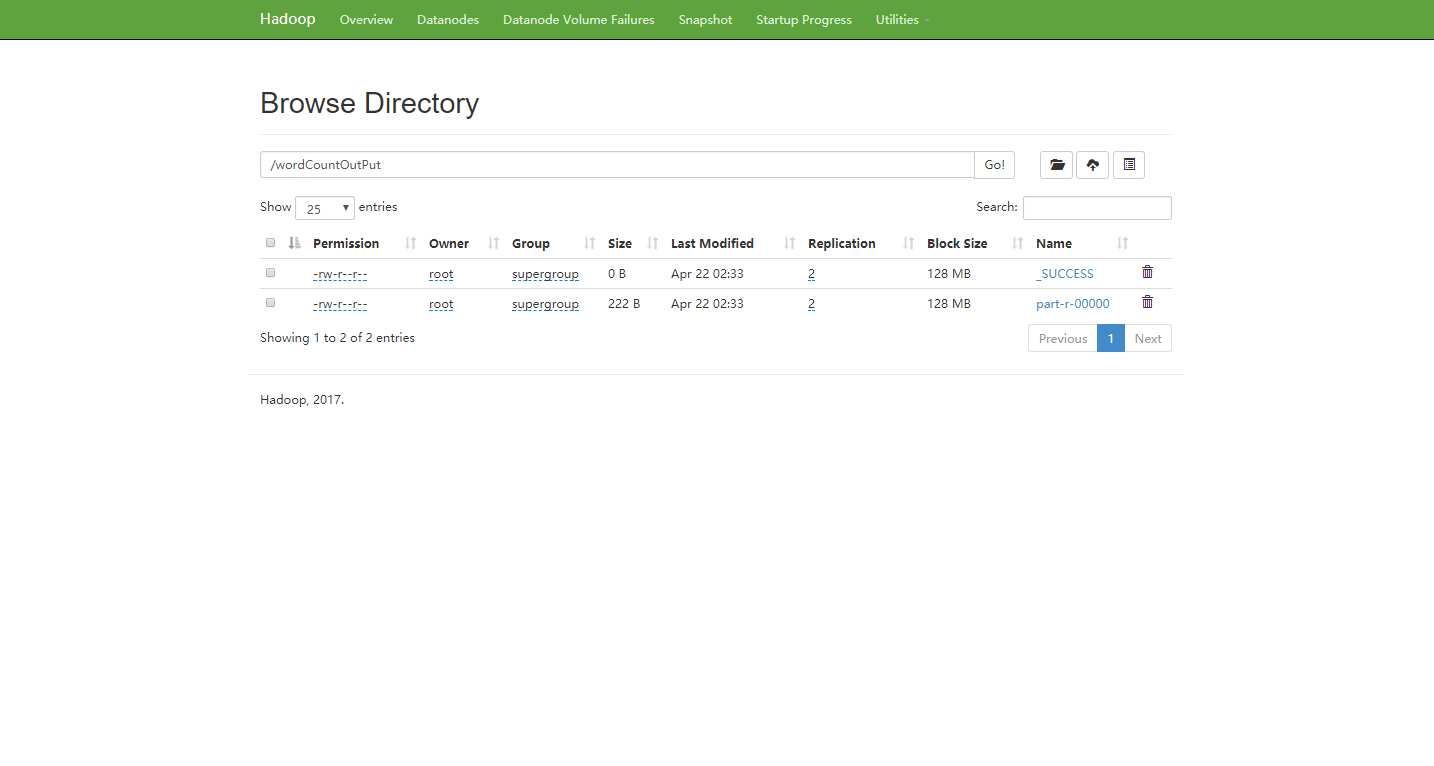 Hadoop Overview Datanodes Datanode Volume Failures Snapshot Startup Progress Utilities
Browse Directory
/wordCountOutPut Go!
Show 25 entries Search:
Permission Owner Group Size Last Modified Replication Block Size Name
-rw-r--r-- root supergroup 0 B Apr 22 02:33 2 128 MB _SUCCESS
-rw-r--r-- root supergroup 222 B Apr 22 02:33 2 128 MB part-r-00000
Showing 1 to 2 of 2 entries Previous 1 Next
Hadoop, 2017.